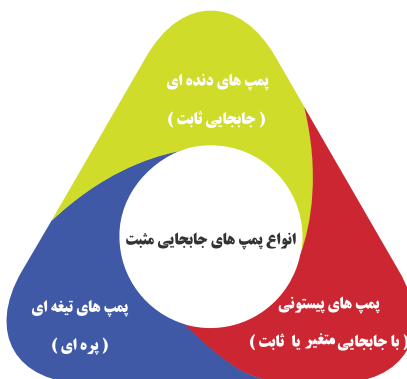 پمپ های دنده ای
( جابجایی ثابت )
انواع پمپ های جابجایی مثبت
پمپ های پیستونی
( با جابجایی متغیر یا ثابت )
پمپ های تیغه ای
( پره ای )